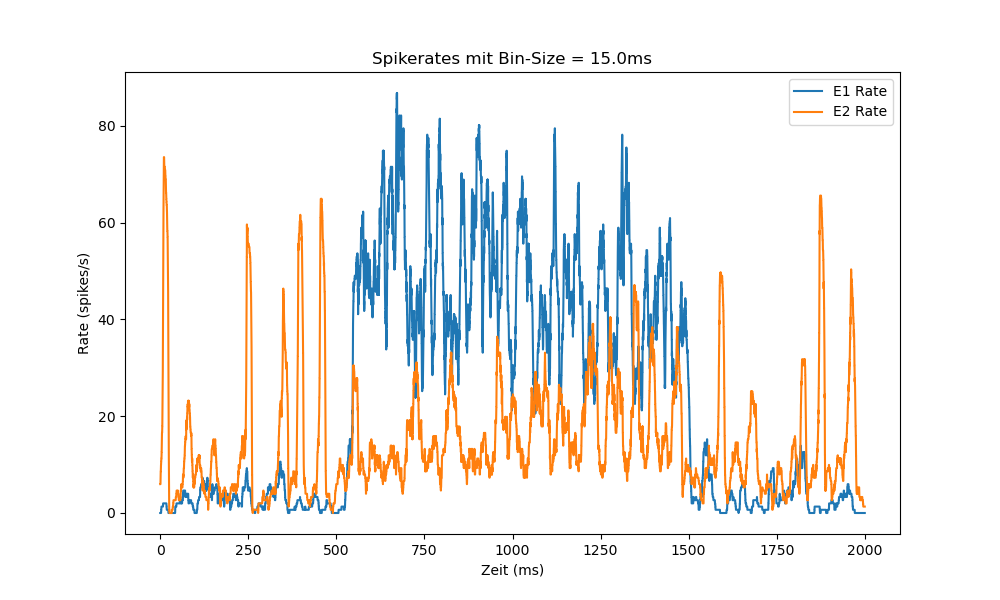 Spikerates mit Bin-Size = 15.0ms
E1 Rate
E2 Rate
Rate (spikes/s)
80
60
40
20
0
0 250 500 750 1000 1250 1500 1750 2000
Zeit (ms)